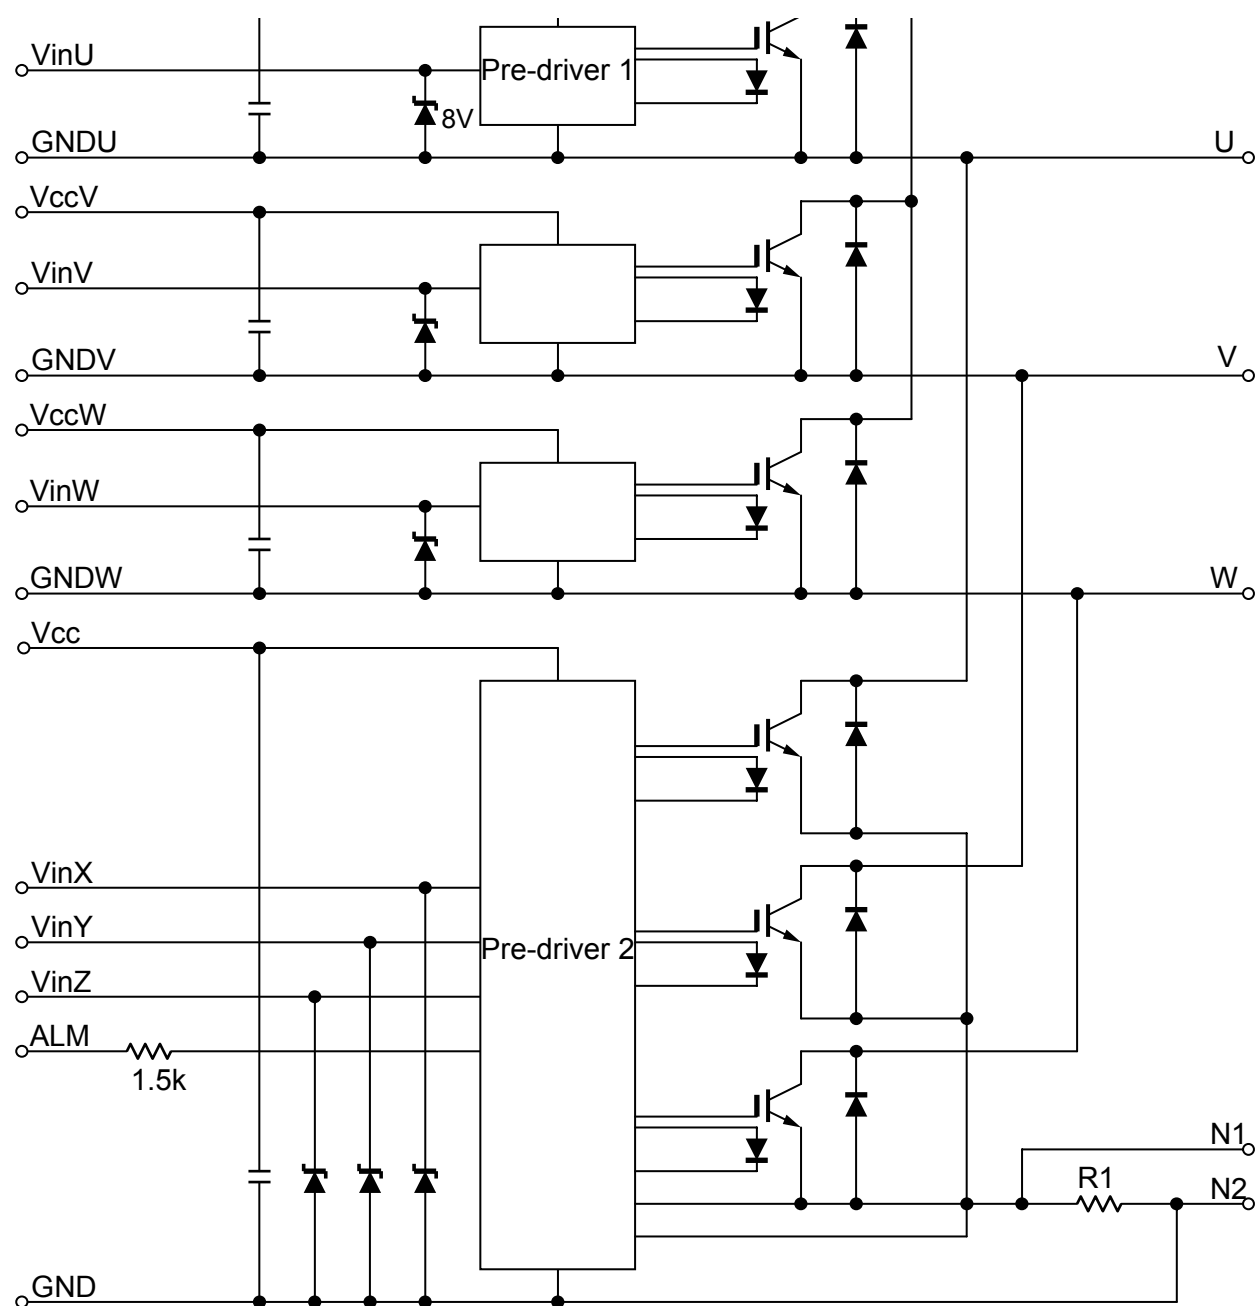 VinU
Pre-driver 1
8V
GNDU
U
VccV
VinV
GNDV
V
VccW
VinW
GNDW
W
Vcc
VinX
VinY
Pre-driver 2
VinZ
ALM
1.5k
N1
R1
N2
GND